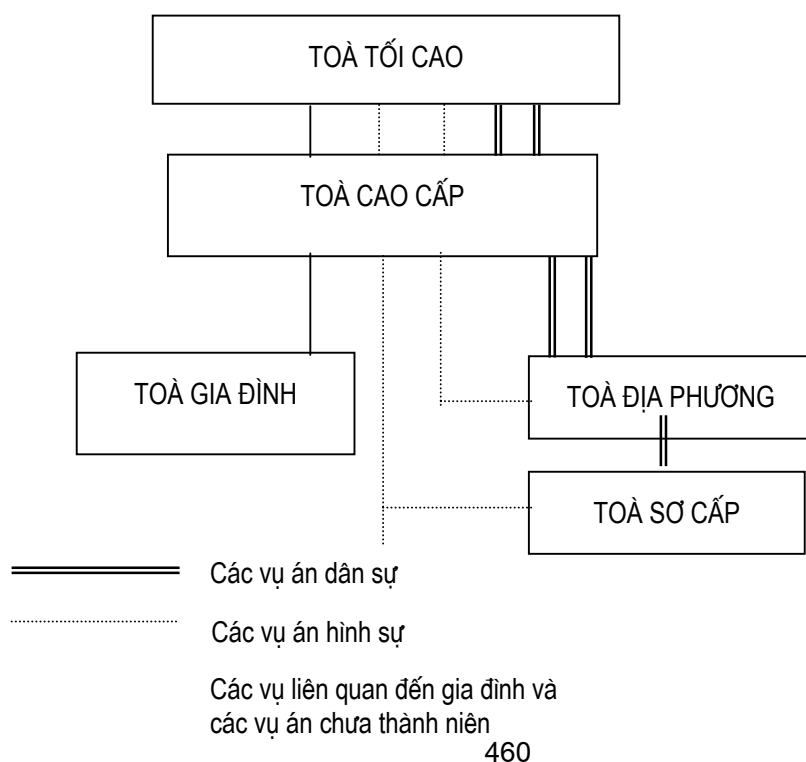 TOÀ TỐI CAO
TOÀ CAO CẤP
TOÀ GIA ĐÌNH
TOÀ ĐỊA PHƯƠNG
TOÀ SƠ CẤP
Các vụ án dân sự
Các vụ án hình sự
Các vụ liên quan đến gia đình và
các vụ án chưa thành niên
460